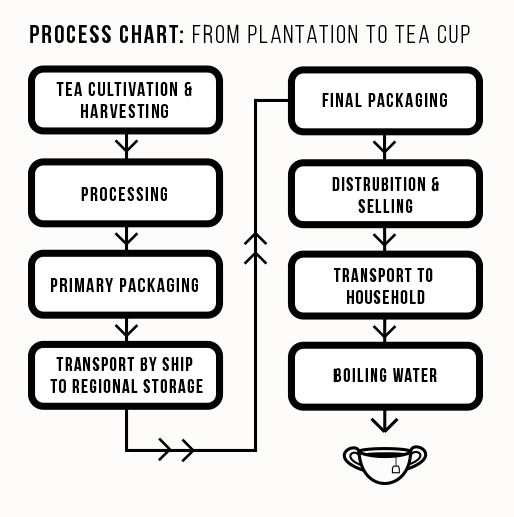 PROCESS CHART: FROM PLANTATION TO TEA CUP
TEA CULTIVATION &
HARVESTING
PROCESSING
PRIMARY PACKAGING
TRANSPORT BY SHIP
TO REGIONAL STORAGE
FINAL PACKAGING
DISTRUBITION &
SELLING
TRANSPORT TO
HOUSEHOLD
BOILING WATER